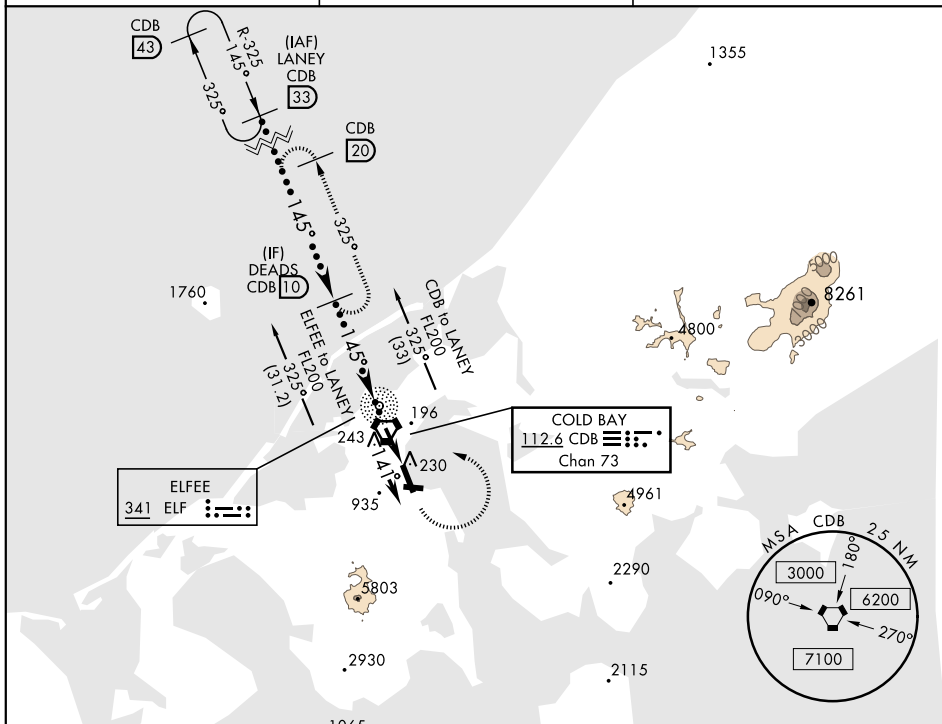 CDB
43
R-325
145°
325°
(IAF)
LANEY
CDB
33
1355
CDB
20
145°
325°
(IF)
DEADS
CDB 10
1760
8261
4800
ELFEE to LANEY
FL200
325°
(31.2)
CDB to LANEY
FL200
325°
(33)
145°
196
243
141°
230
COLD BAY
112.6 CDB
Chan 73
ELFEE
341 ELF
935
4961
5803
2290
2930
2115
MSA CDB 25 NM
180°
3000
090°
6200
270°
7100